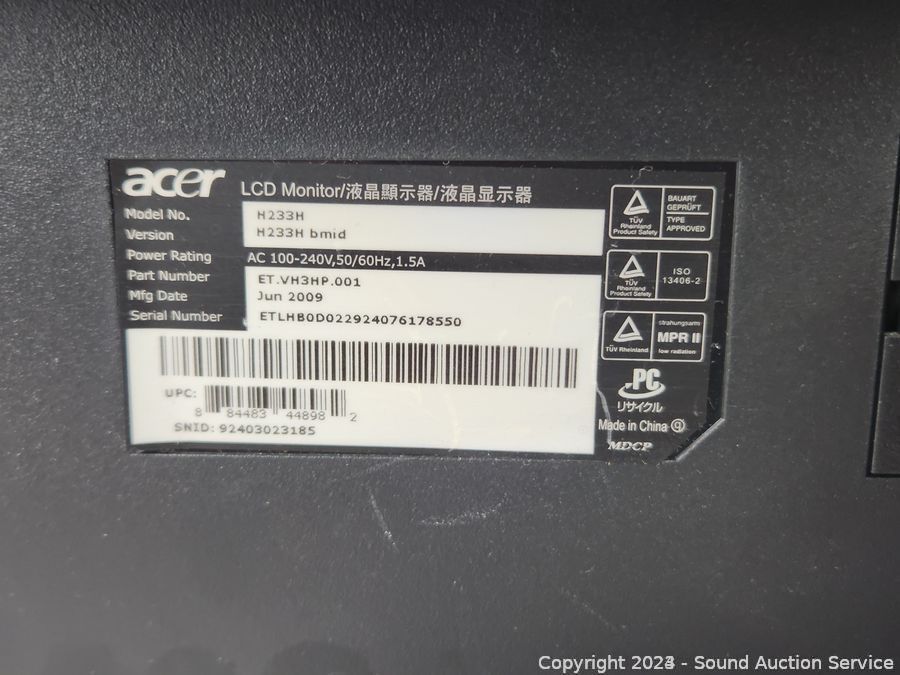 acer LCD Monitor/液晶顯示器/液晶显示器
Model No. H233H
Version H233H bmid
Power Rating AC 100-240V,50/60Hz,1.5A
Part Number ET.VH3HP.001
Mfg Date Jun 2009
Serial Number ETLHB0D022924076178550
UPC: 8 84483 44898 2
SNID: 92403023185
TÜV
Rheinland
Product Safety
BAUART
GEPRÜFT
TYPE
APPROVED
TÜV
Rheinland
Product Safety
ISO
13406-2
TÜV Rheinland
strahlungsarm
MPR II
low radiation
PC
リサイクル
Made in China Ⓠ
MDCP
Copyright - Sound Auction Service